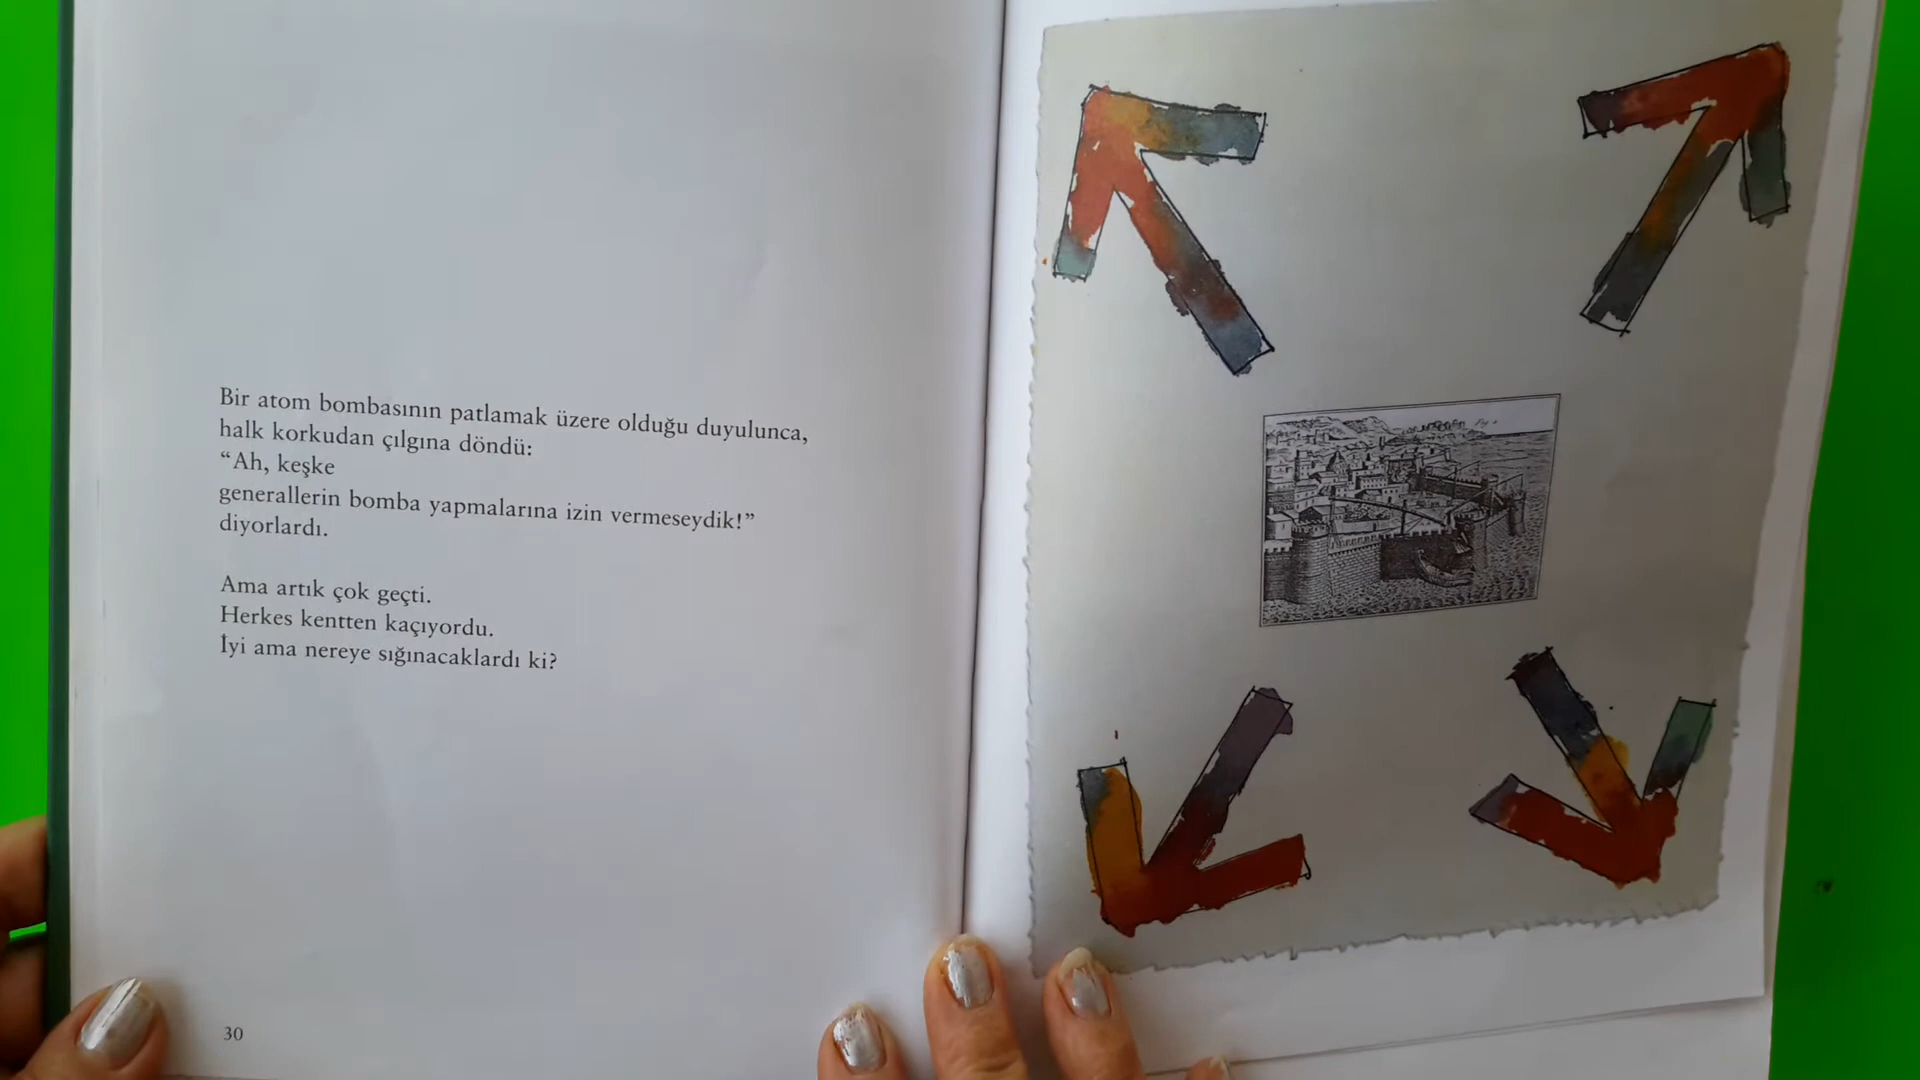 Bir atom bombasının patlamak üzere olduğu duyulunca,
halk korkudan çılgına döndü:
“Ah, keşke
generallerin bomba yapmalarına izin vermeseydik!”
diyorlardı.
Ama artık çok geçti.
Herkes kentten kaçıyordu.
İyi ama nereye sığınacaklardı ki?
30